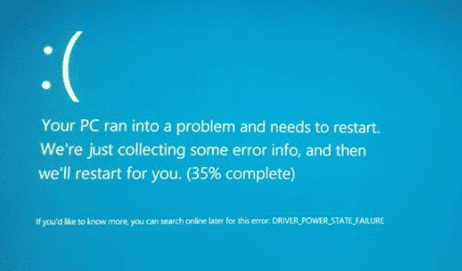 :(
Your PC ran into a problem and needs to restart.
We're just collecting some error info, and then
we'll restart for you. (35% complete)
If you'd like to know more, you can search online later for this error: DRIVER_POWER_STATE_FAILURE